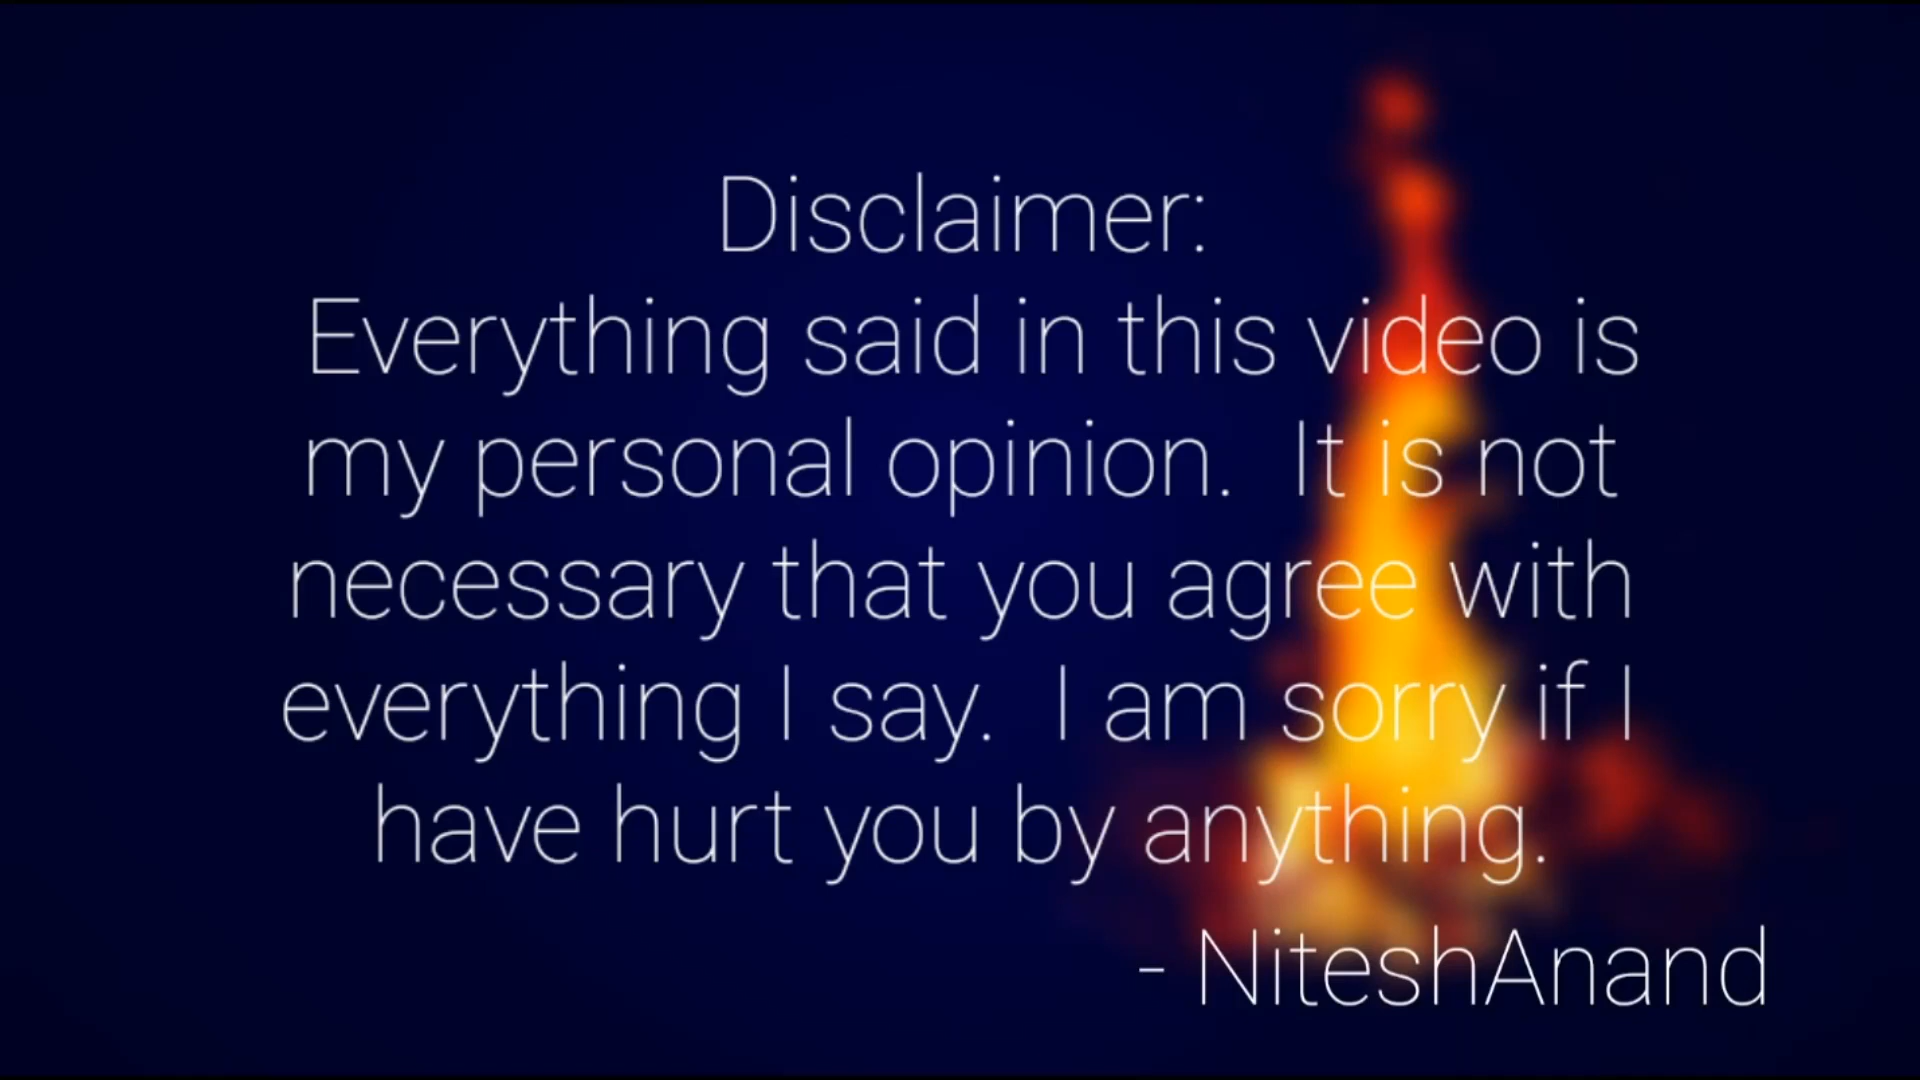 Disclaimer:
Everything said in this video is
my personal opinion.  It is not
necessary that you agree with
everything I say.  I am sorry if I
have hurt you by anything.
- NiteshAnand